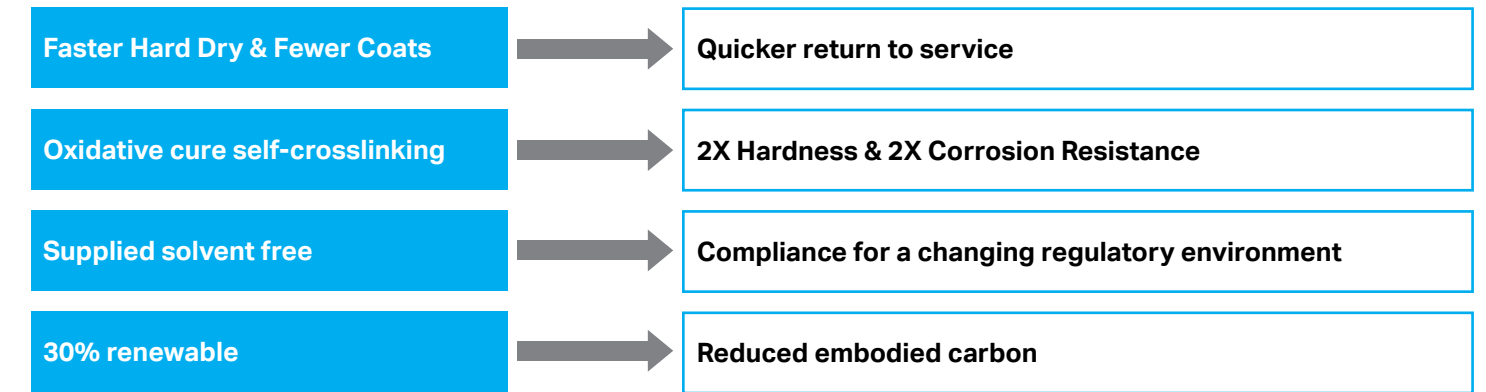 Faster Hard Dry & Fewer Coats
Quicker return to service
Oxidative cure self-crosslinking
2X Hardness & 2X Corrosion Resistance
Supplied solvent free
Compliance for a changing regulatory environment
30% renewable
Reduced embodied carbon